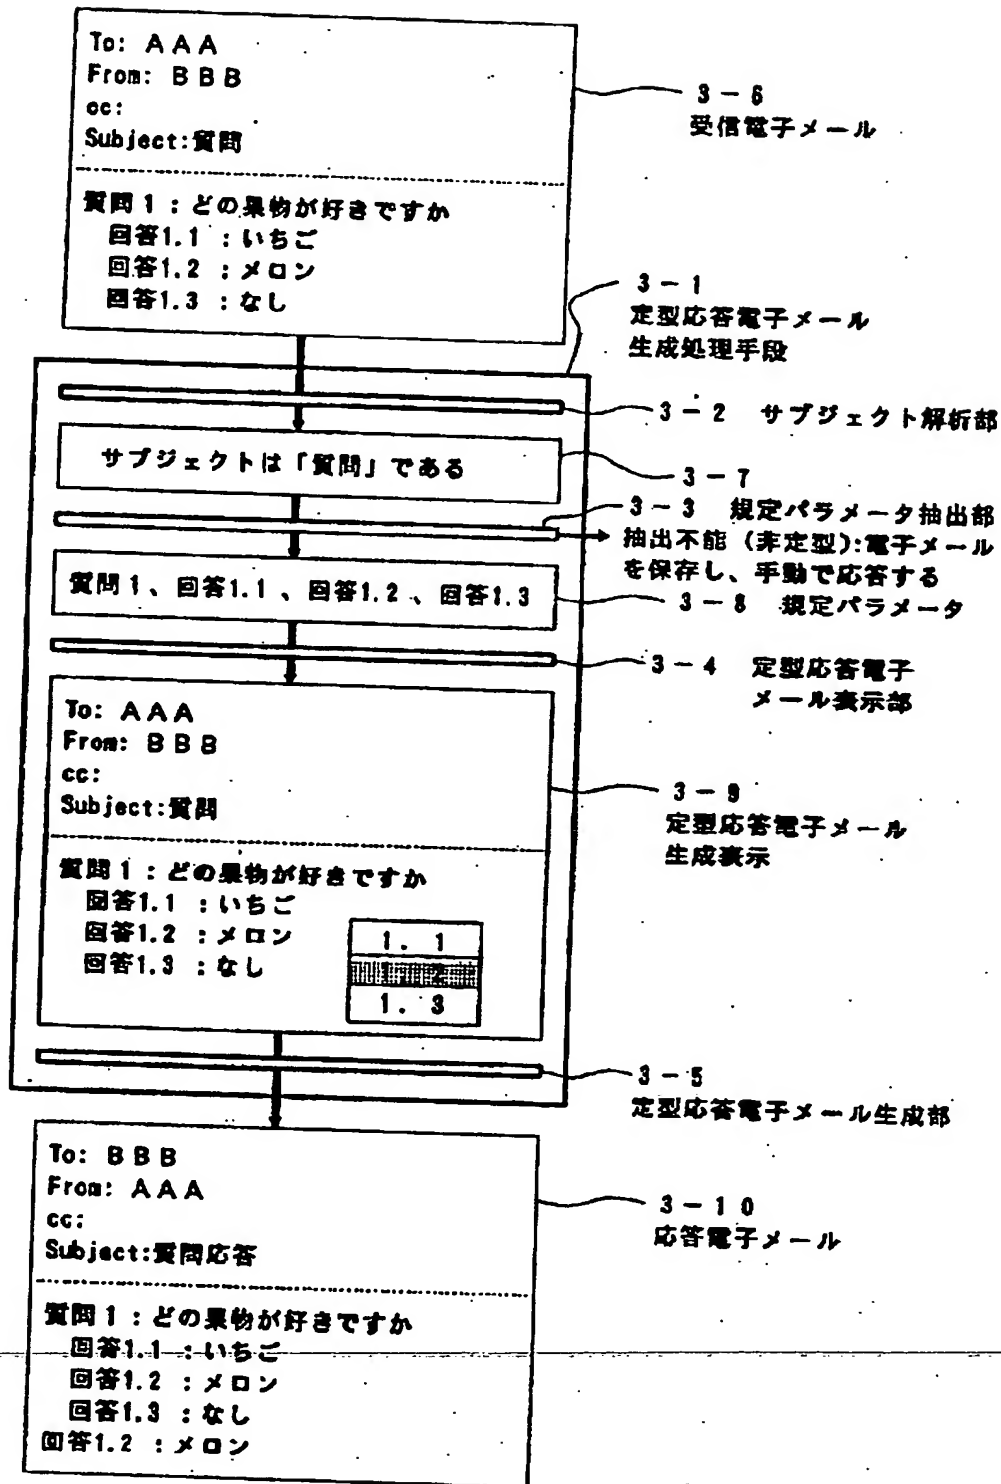 To: AAA
From: BBB
cc:
Subject:質問
質問1：どの果物が好きですか
回答1.1：いちご
回答1.2：メロン
回答1.3：なし
3－6
受信電子メール
3－1
定型応答電子メール
生成処理手段
3－2 サブジェクト解析部
サブジェクトは「質問」である
3－7
3－3 規定パラメータ抽出部
抽出不能（非定型）:電子メール
を保存し、手動で応答する
質問1、回答1.1、回答1.2、回答1.3
3－8 規定パラメータ
3－4 定型応答電子
メール表示部
To: AAA
From: BBB
cc:
Subject:質問
質問1：どの果物が好きですか
回答1.1：いちご
回答1.2：メロン
回答1.3：なし
1. 1
1. 2
1. 3
3－9
定型応答電子メール
生成表示
3－5
定型応答電子メール生成部
To: BBB
From: AAA
cc:
Subject:質問応答
質問1：どの果物が好きですか
回答1.1：いちご
回答1.2：メロン
回答1.3：なし
回答1.2：メロン
3－10
応答電子メール